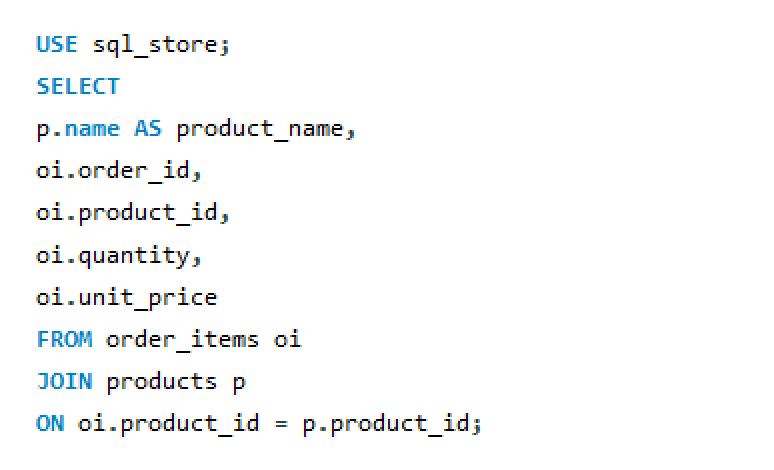 USE sql_store;
SELECT
p.name AS product_name,
oi.order_id,
oi.product_id,
oi.quantity,
oi.unit_price
FROM order_items oi
JOIN products p
ON oi.product_id = p.product_id;